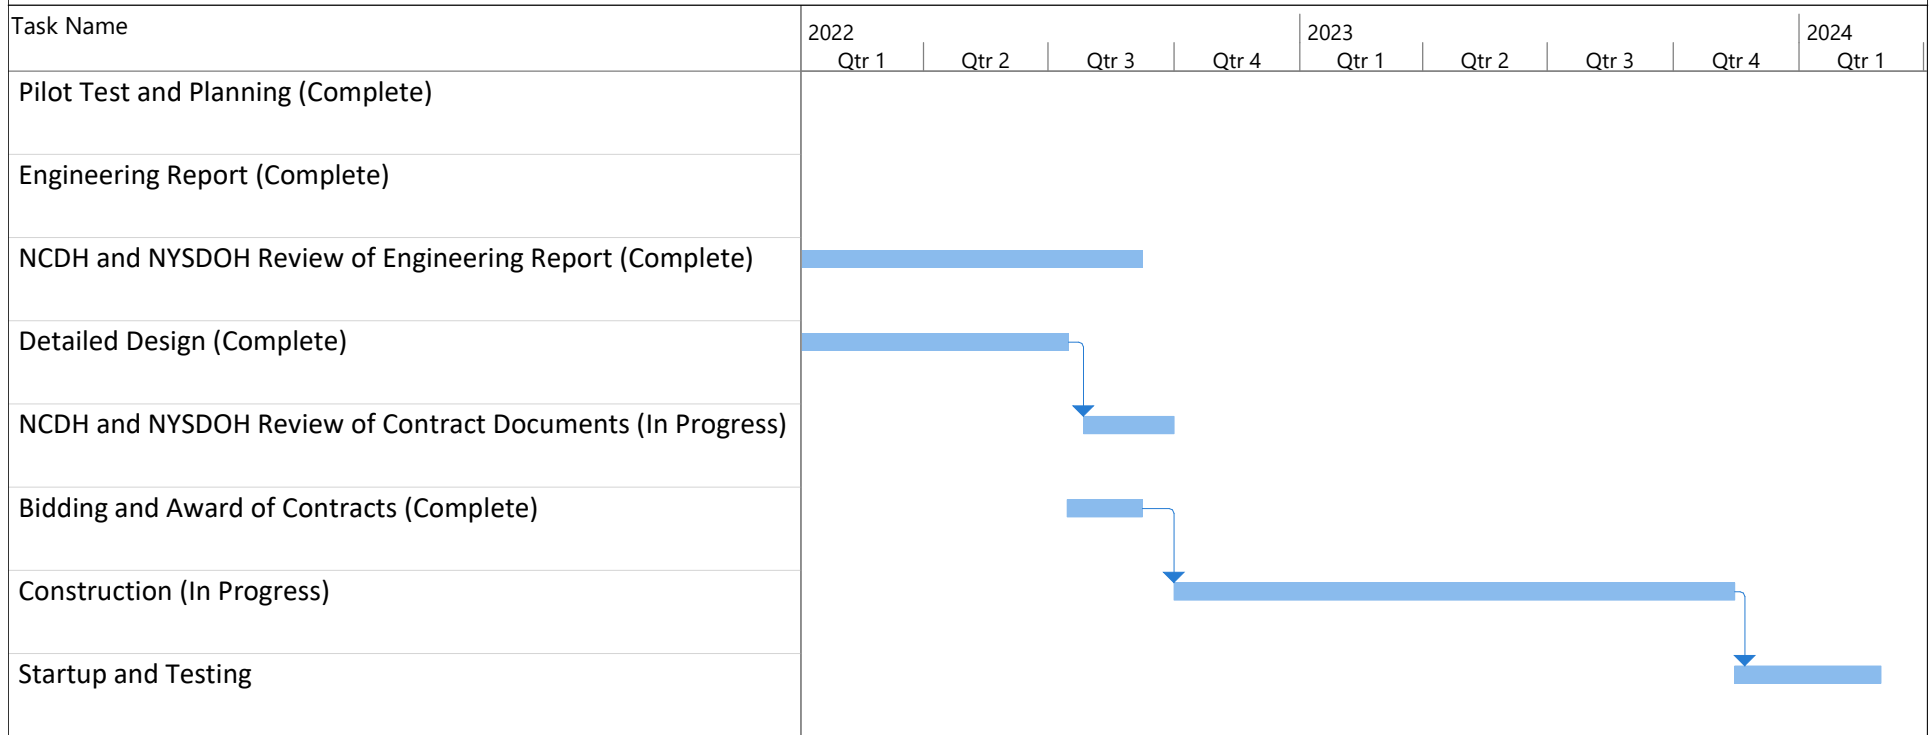 Task Name
2022 2023 2024
Qtr 1 Qtr 2 Qtr 3 Qtr 4 Qtr 1 Qtr 2 Qtr 3 Qtr 4 Qtr 1
Pilot Test and Planning (Complete)
Engineering Report (Complete)
NCDH and NYSDOH Review of Engineering Report (Complete)
Detailed Design (Complete)
NCDH and NYSDOH Review of Contract Documents (In Progress)
Bidding and Award of Contracts (Complete)
Construction (In Progress)
Startup and Testing